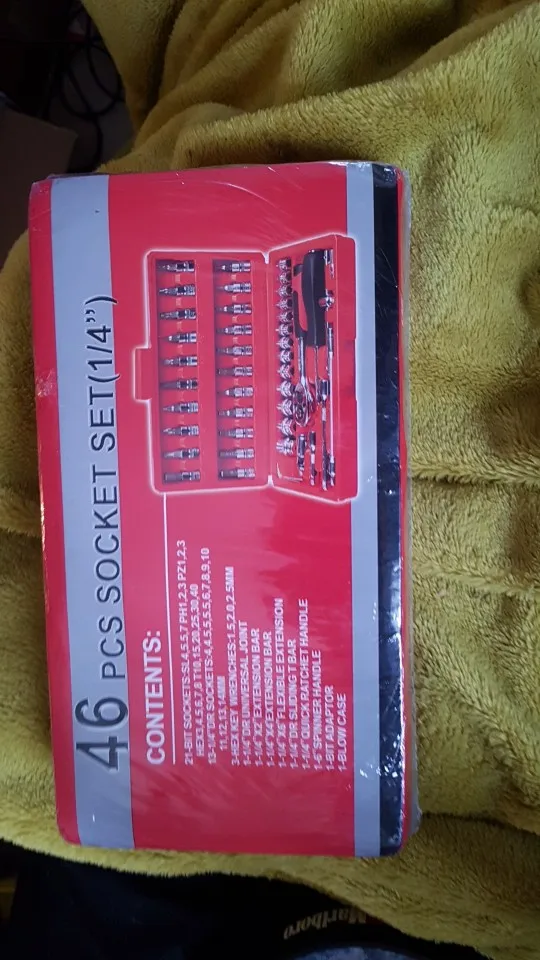 46 PCS SOCKET SET(1/4")
CONTENTS:
21-BIT SOCKETS:SL4,5.5,7 PH1,2,3 PZ1,2,3
HEX3,4,5,6,7,8 T10,15,20,25,30,40
13-1/4"DR SOCKETS:4,4.5,5,5.5,6,7,8,9,10
11,12,13,14MM
3-HEX KEY WRENCHES:1.5,2.0,2.5MM
1-1/4"DR UNIVERSAL JOINT
1-1/4"X2" EXTENSION BAR
1-1/4"X4" EXTENSION BAR
1-1/4"X6" FLEXIBLE EXTENSION
1-1/4"DR SLIDING T BAR
1-1/4"QUICK RATCHET HANDLE
1-6"SPINNER HANDLE
1-BIT ADAPTOR
1-BLOW CASE
Marlboro